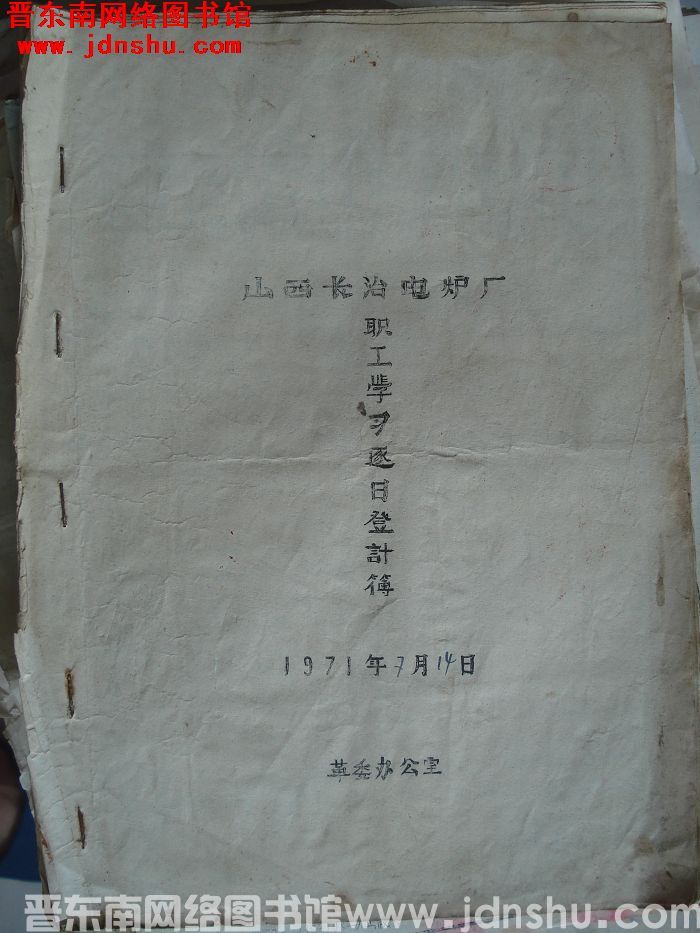 晋东南网络图书馆
www.jdnshu.com
山西长治电炉厂
职工學习逐日登計簿
1971年7月14日
革委办公室
晋东南网络图书馆www.jdnshu.com